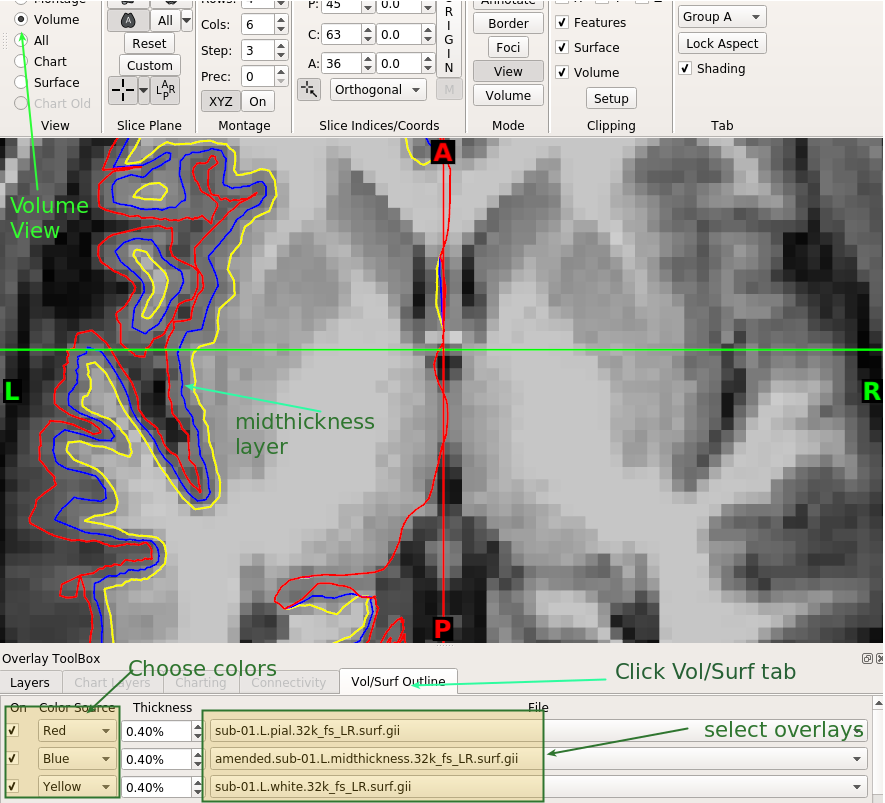 Volume
All
Chart
Surface
Chart Old
View
All
Reset
Custom
L A R P
Slice Plane
Cols: 6
Step: 3
Prec: 0
XYZ On
Montage
P: 45 0.0
C: 63 0.0
A: 36 0.0
Orthogonal
O R I G I N
M
Slice Indices/Coords
Border
Foci
View
Volume
Mode
Features
Surface
Volume
Setup
Clipping
Group A
Lock Aspect
Shading
Tab
A
Volume
View
L
R
midthickness
layer
P
Overlay ToolBox
Choose colors
Click Vol/Surf tab
Layers Chart Layers Charting Connectivity Vol/Surf Outline
On Color Source Thickness File
select overlays
Red 0.40% sub-01.L.pial.32k_fs_LR.surf.gii
Blue 0.40% amended.sub-01.L.midthickness.32k_fs_LR.surf.gii
Yellow 0.40% sub-01.L.white.32k_fs_LR.surf.gii